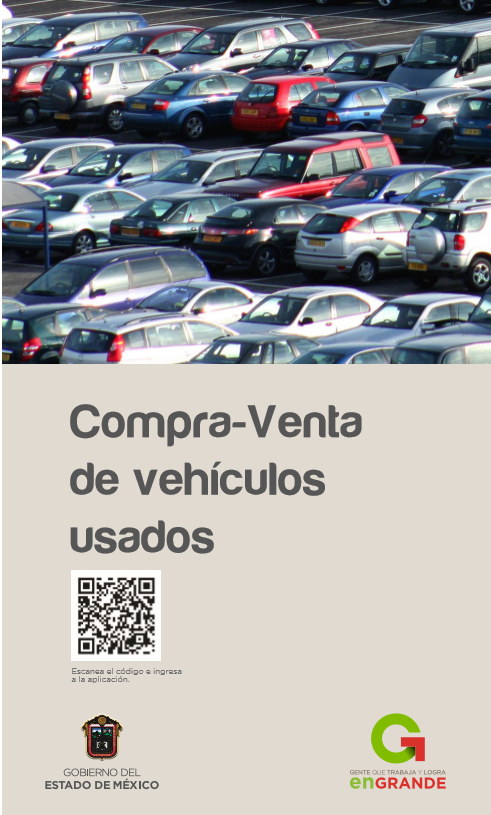 Compra-Venta
de vehículos
usados
Escanea el código e ingresa
a la aplicación.
GOBIERNO DEL
ESTADO DE MÉXICO
GENTE QUE TRABAJA Y LOGRA
enGRANDE